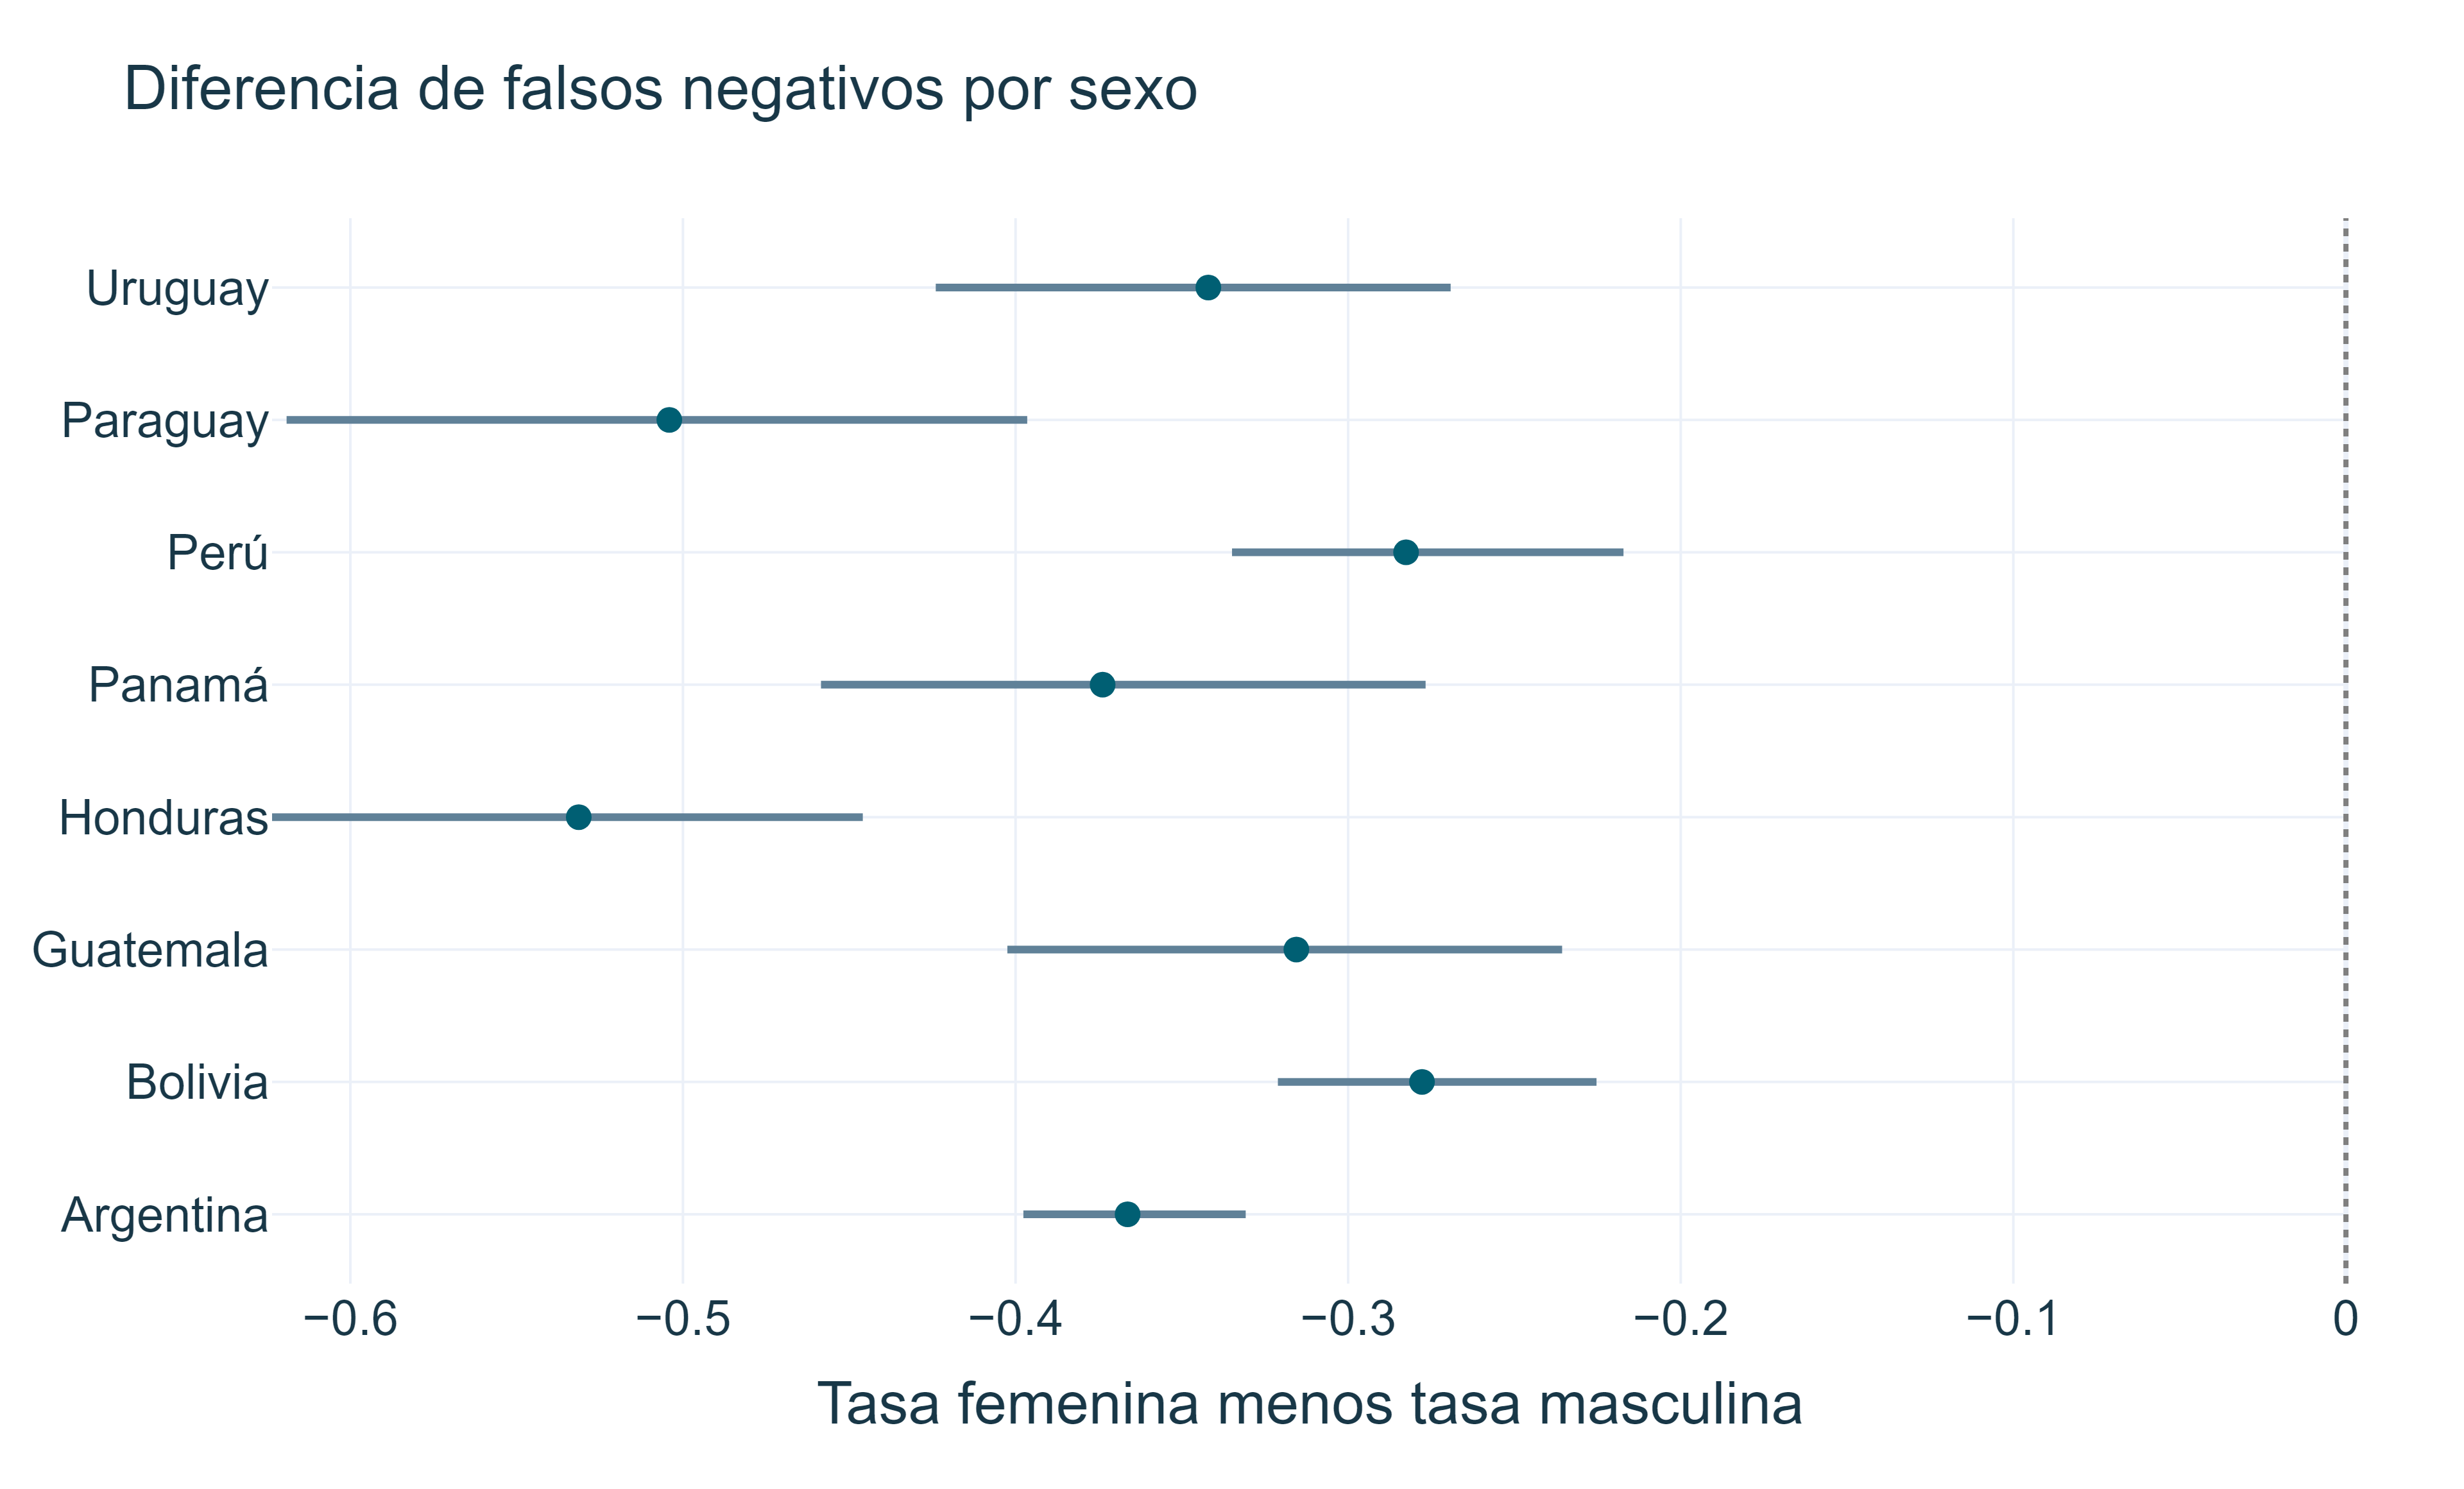 Diferencia de falsos negativos por sexo
Uruguay
Paraguay
Perú
Panamá
Honduras
Guatemala
Bolivia
Argentina
−0.6 −0.5 −0.4 −0.3 −0.2 −0.1 0
Tasa femenina menos tasa masculina